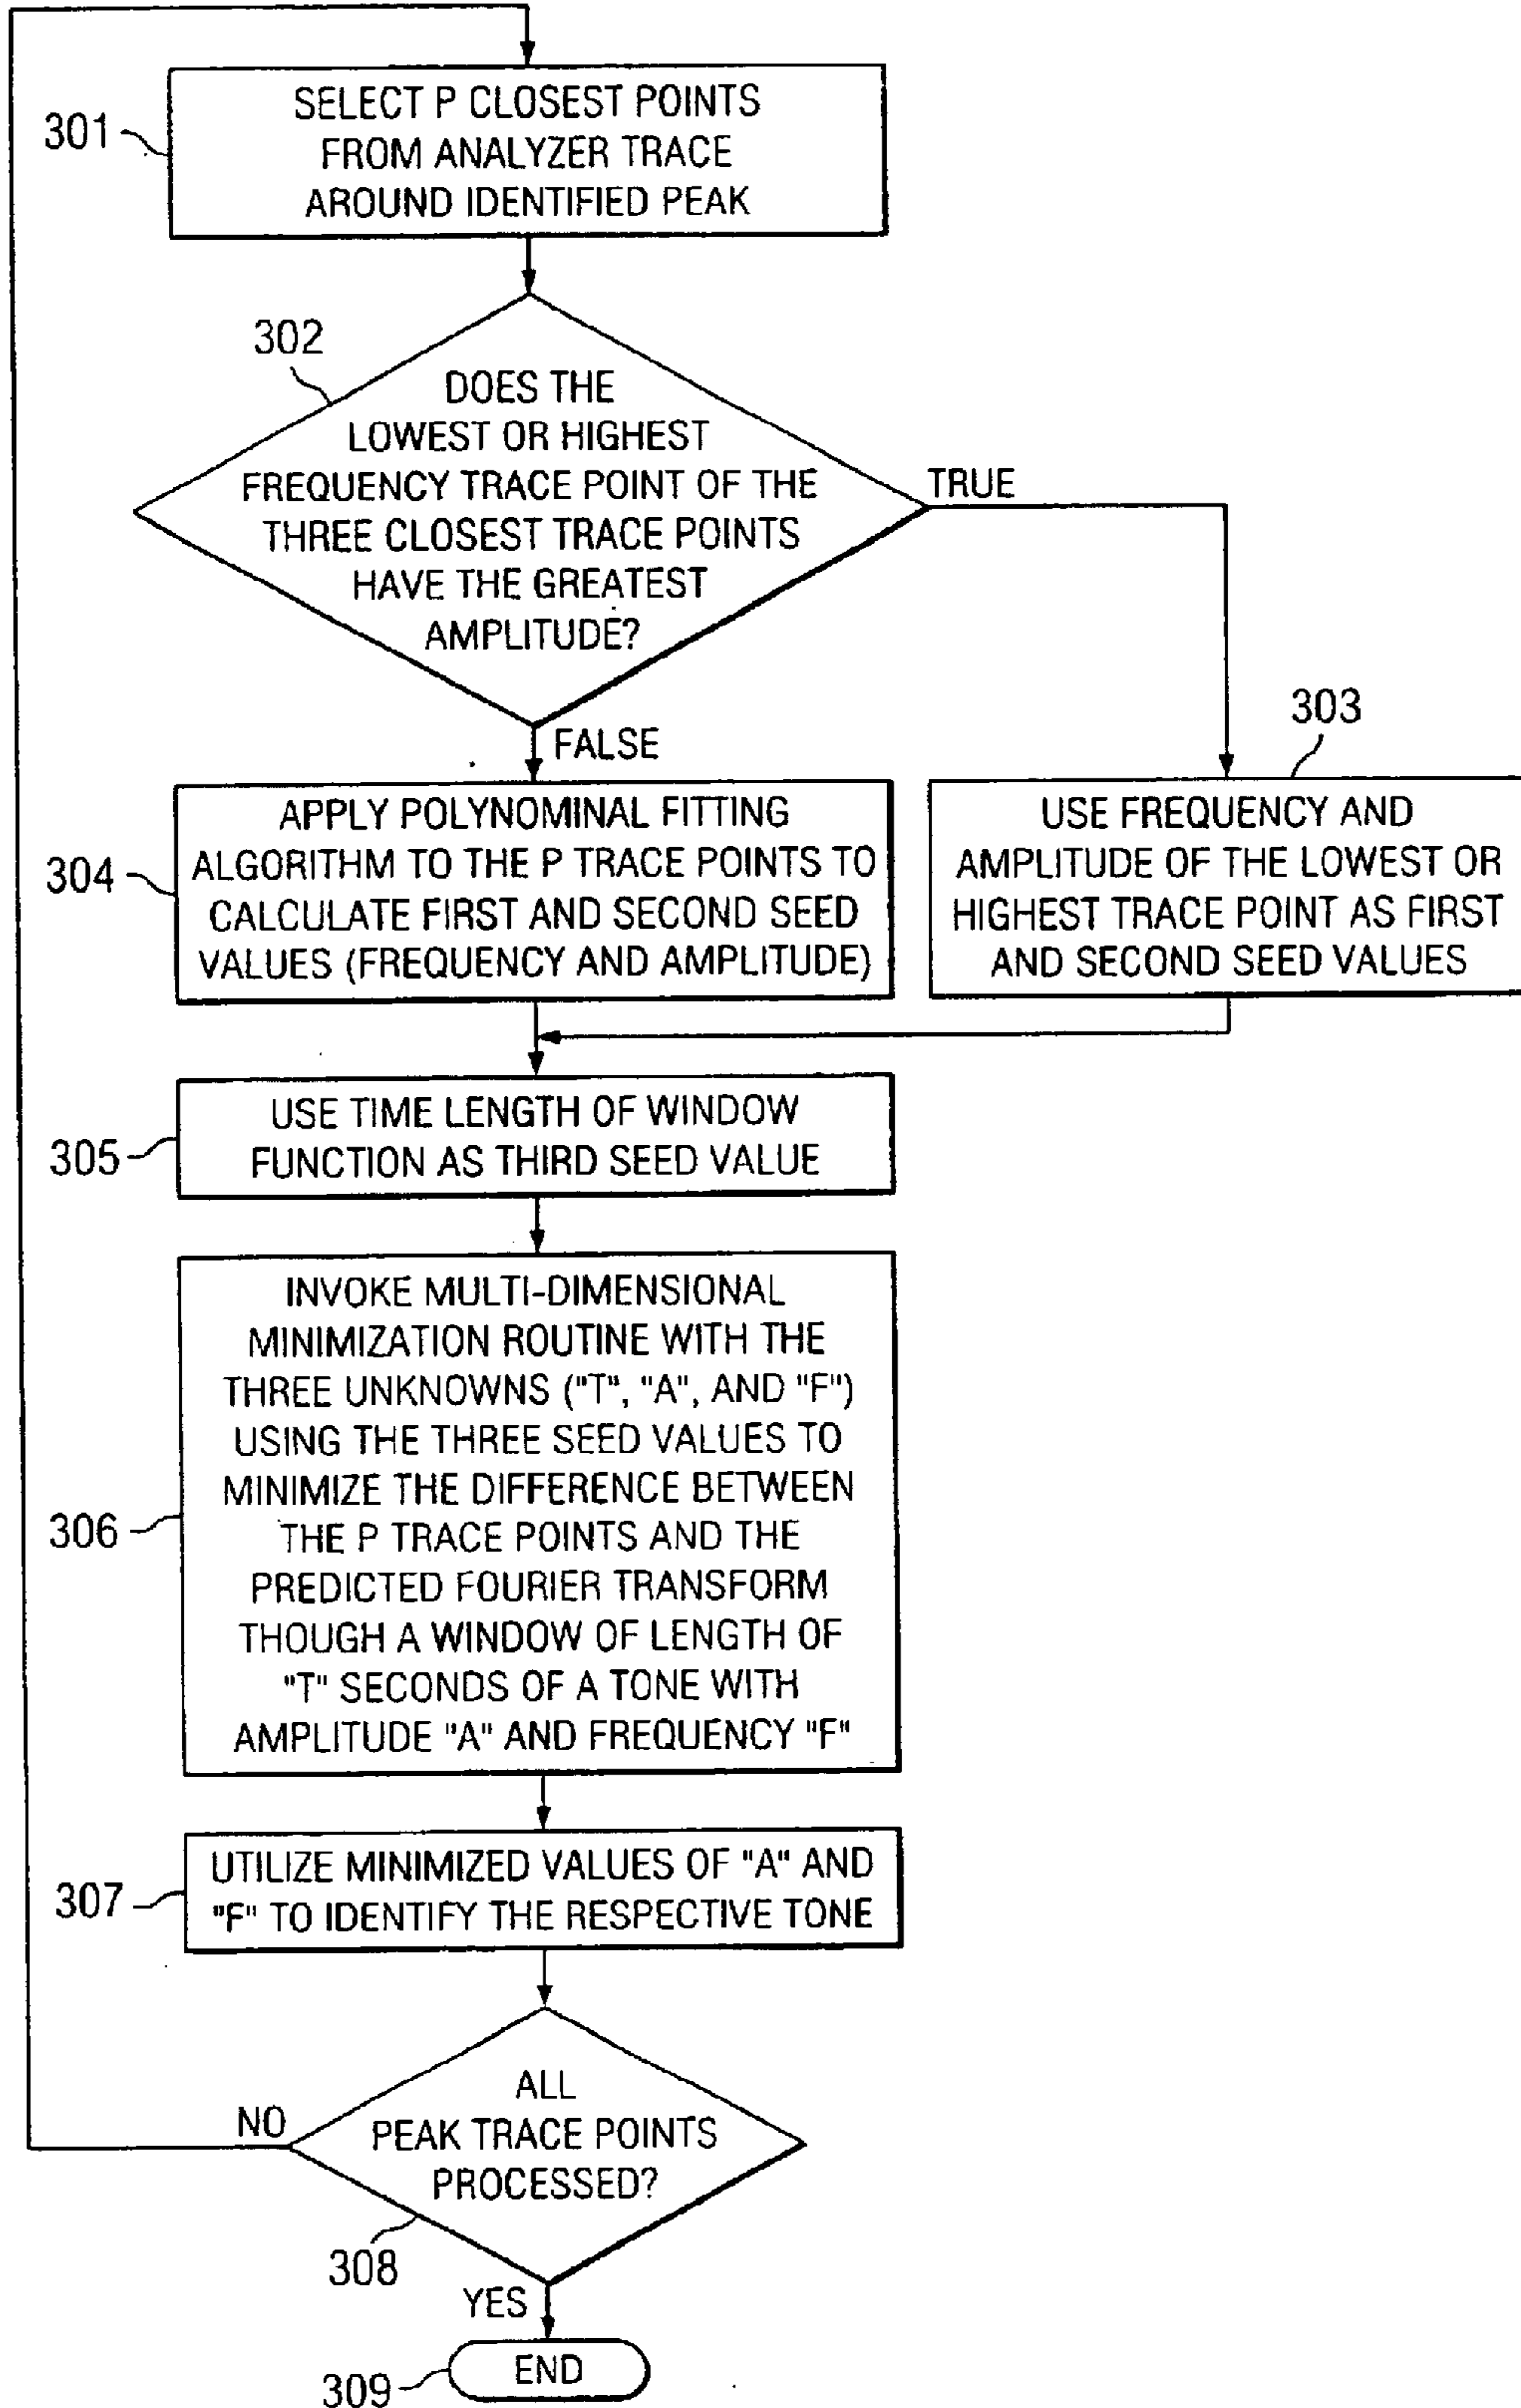 301
SELECT P CLOSEST POINTS
FROM ANALYZER TRACE
AROUND IDENTIFIED PEAK
302
DOES THE
LOWEST OR HIGHEST
FREQUENCY TRACE POINT OF THE
THREE CLOSEST TRACE POINTS
HAVE THE GREATEST
AMPLITUDE?
TRUE
FALSE
303
USE FREQUENCY AND
AMPLITUDE OF THE LOWEST OR
HIGHEST TRACE POINT AS FIRST
AND SECOND SEED VALUES
304
APPLY POLYNOMINAL FITTING
ALGORITHM TO THE P TRACE POINTS TO
CALCULATE FIRST AND SECOND SEED
VALUES (FREQUENCY AND AMPLITUDE)
305
USE TIME LENGTH OF WINDOW
FUNCTION AS THIRD SEED VALUE
306
INVOKE MULTI-DIMENSIONAL
MINIMIZATION ROUTINE WITH THE
THREE UNKNOWNS ("T", "A", AND "F")
USING THE THREE SEED VALUES TO
MINIMIZE THE DIFFERENCE BETWEEN
THE P TRACE POINTS AND THE
PREDICTED FOURIER TRANSFORM
THOUGH A WINDOW OF LENGTH OF
"T" SECONDS OF A TONE WITH
AMPLITUDE "A" AND FREQUENCY "F"
307
UTILIZE MINIMIZED VALUES OF "A" AND
"F" TO IDENTIFY THE RESPECTIVE TONE
NO
ALL
PEAK TRACE POINTS
PROCESSED?
308
YES
309
END